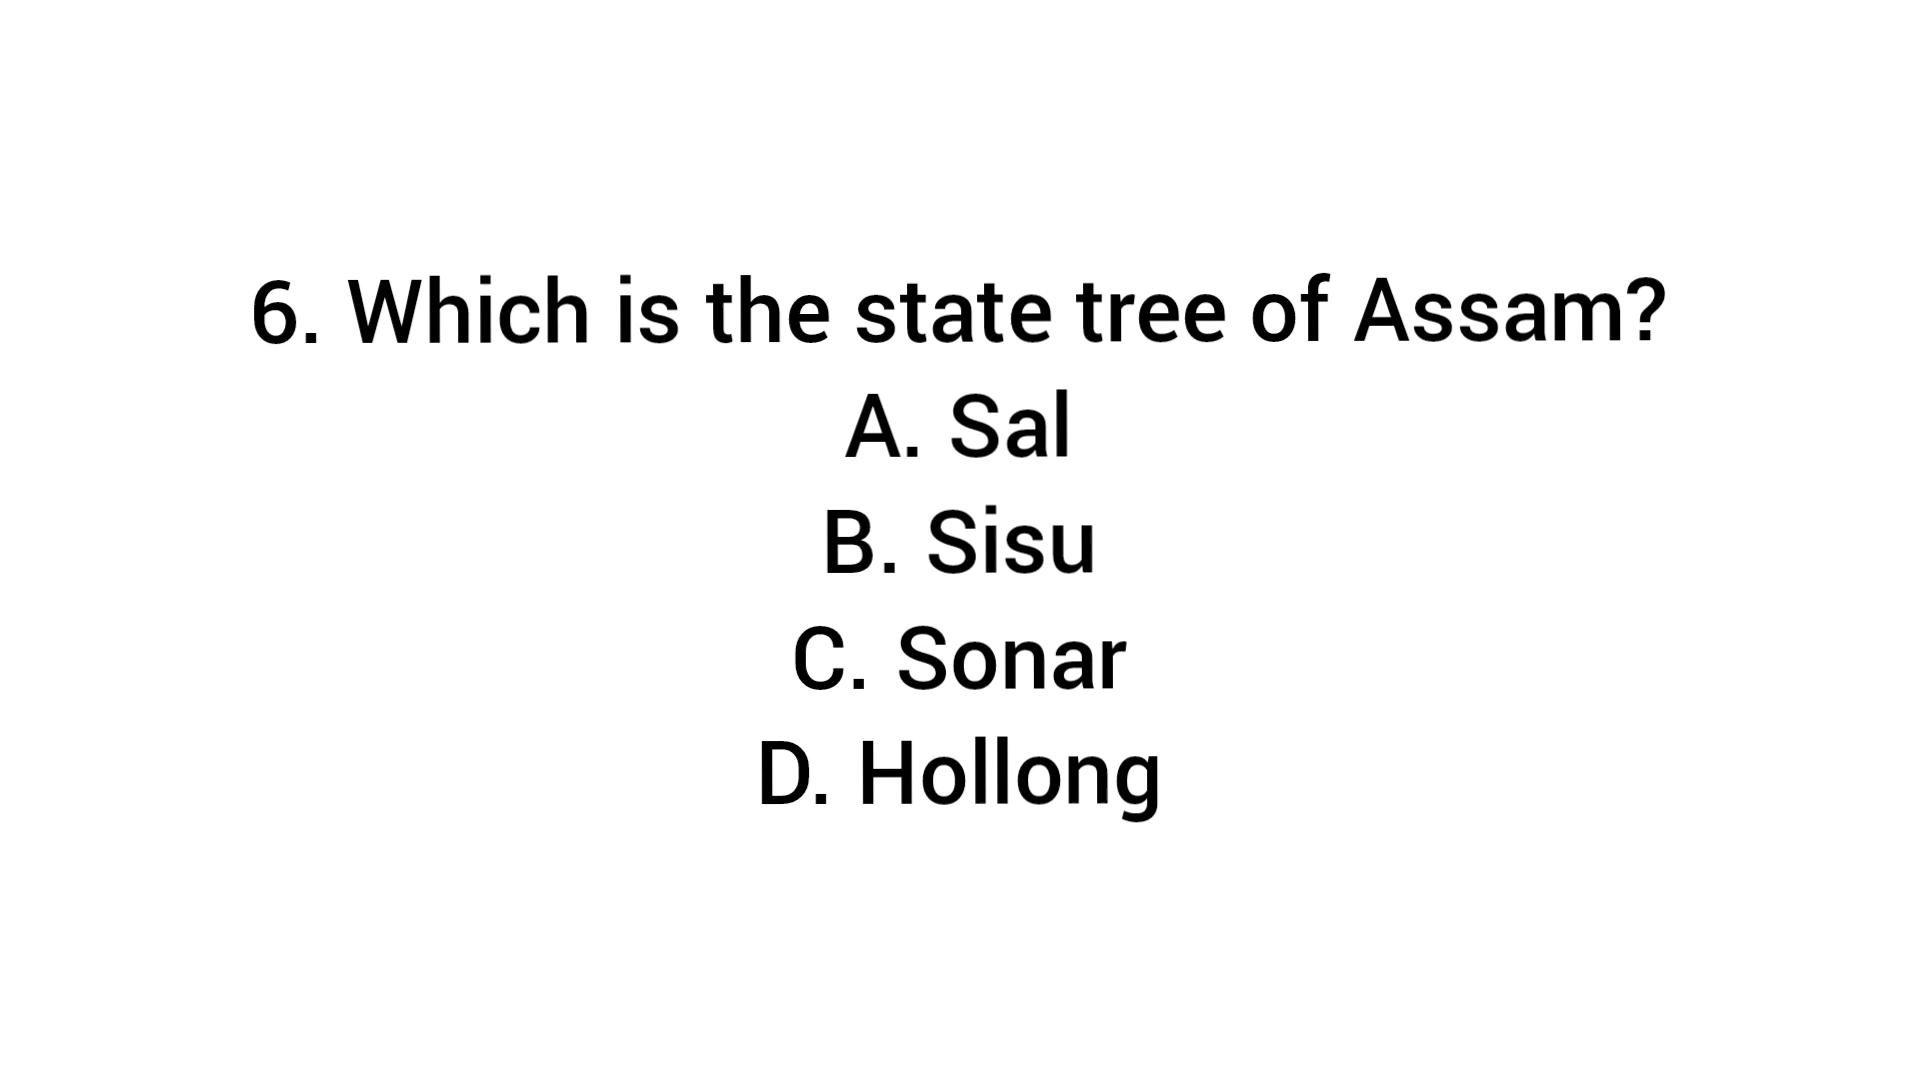 6. Which is the state tree of Assam?
A. Sal
B. Sisu
C. Sonar
D. Hollong